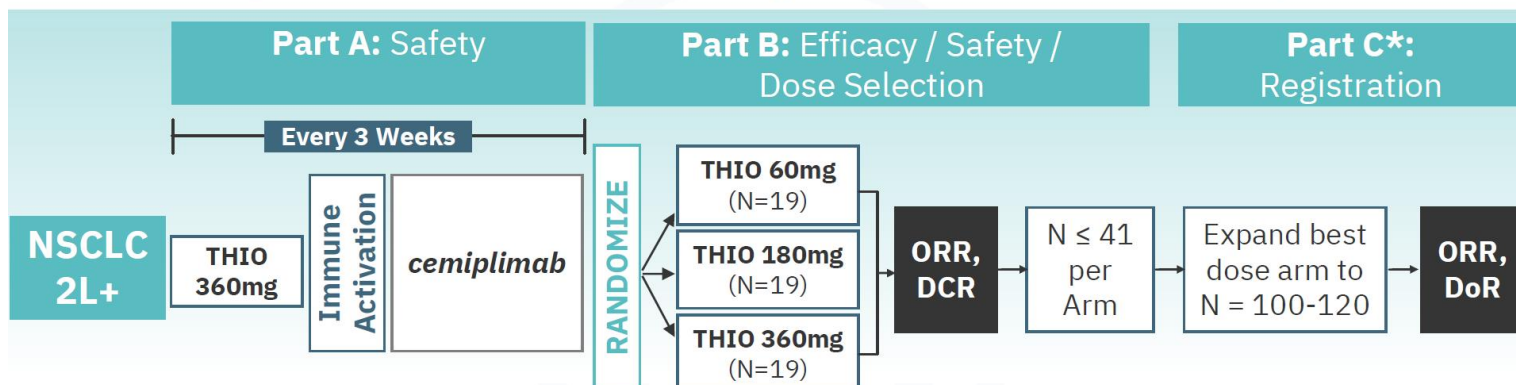 Part A: Safety
Part B: Efficacy / Safety /
Dose Selection
Part C*:
Registration
Every 3 Weeks
NSCLC
2L+
THIO
360mg
Immune
Activation
cemiplimab
RANDOMIZE
THIO 60mg
(N=19)
THIO 180mg
(N=19)
THIO 360mg
(N=19)
ORR,
DCR
N ≤ 41
per
Arm
Expand best
dose arm to
N = 100-120
ORR,
DoR